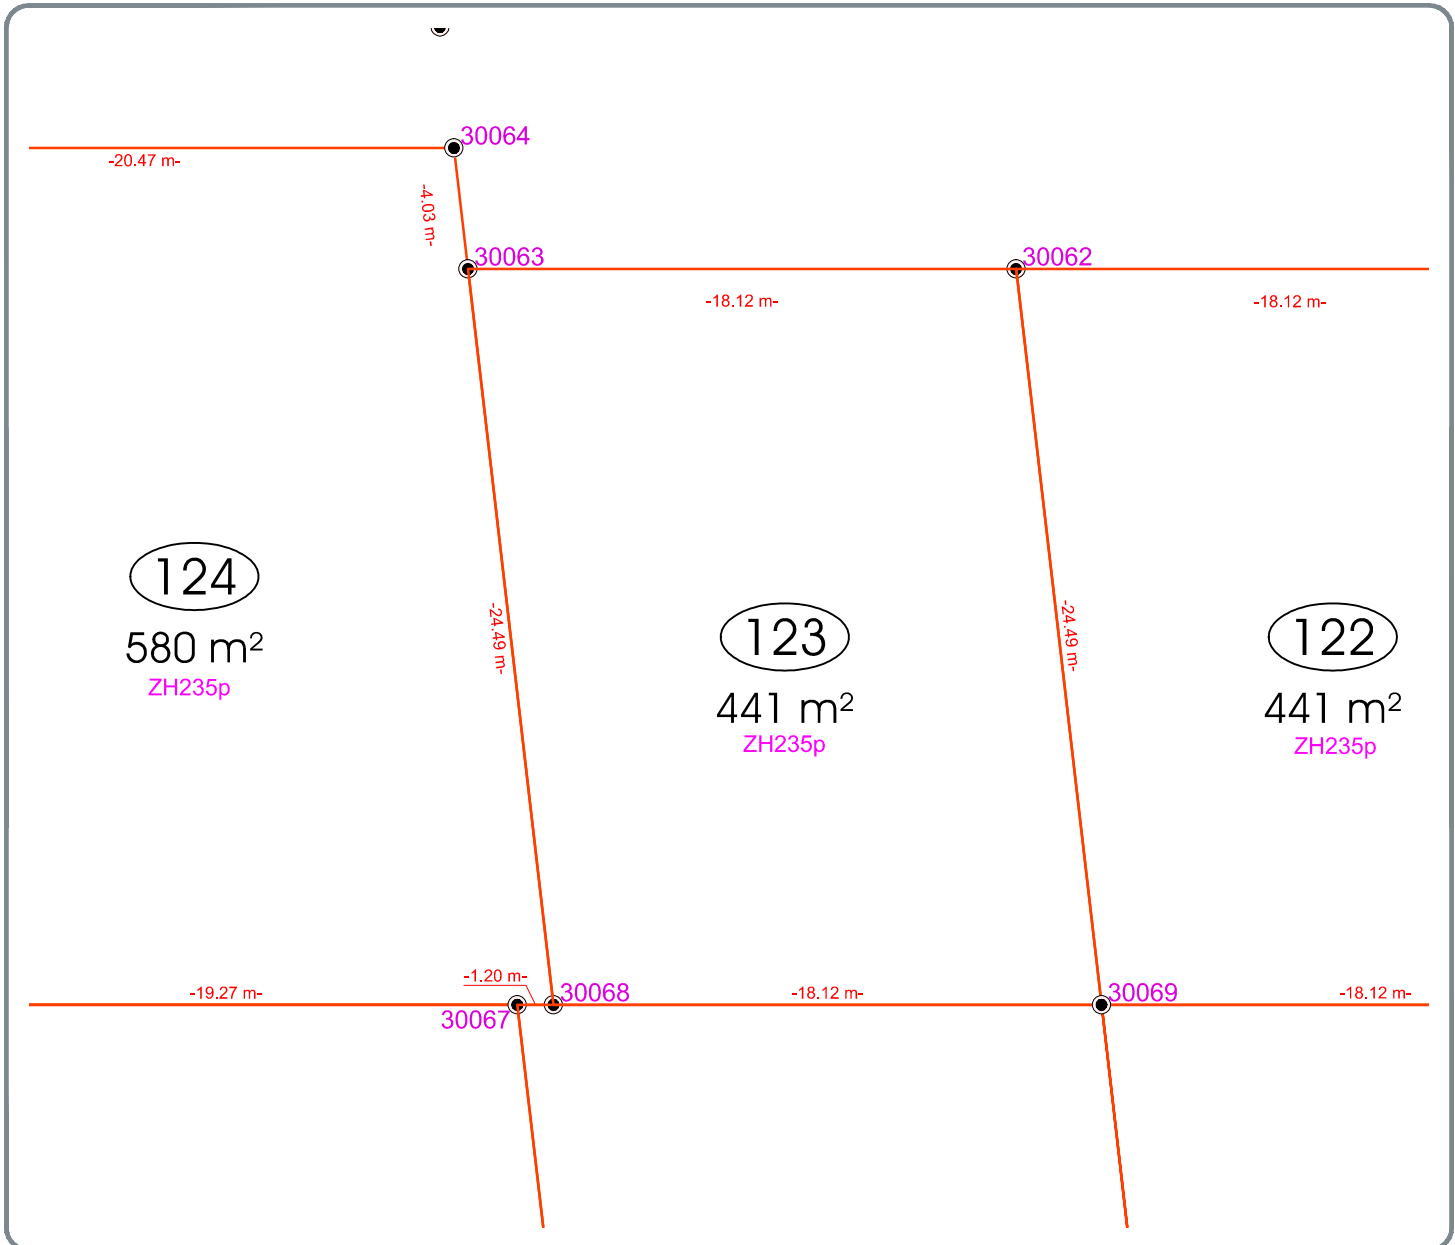 30064
-20.47 m-
-4.03 m-
30063
30062
-18.12 m-
-18.12 m-
124
580 m²
ZH235p
-24.49 m-
123
441 m²
ZH235p
-24.49 m-
122
441 m²
ZH235p
-1.20 m-
-19.27 m-
30068
-18.12 m-
30069
-18.12 m-
30067